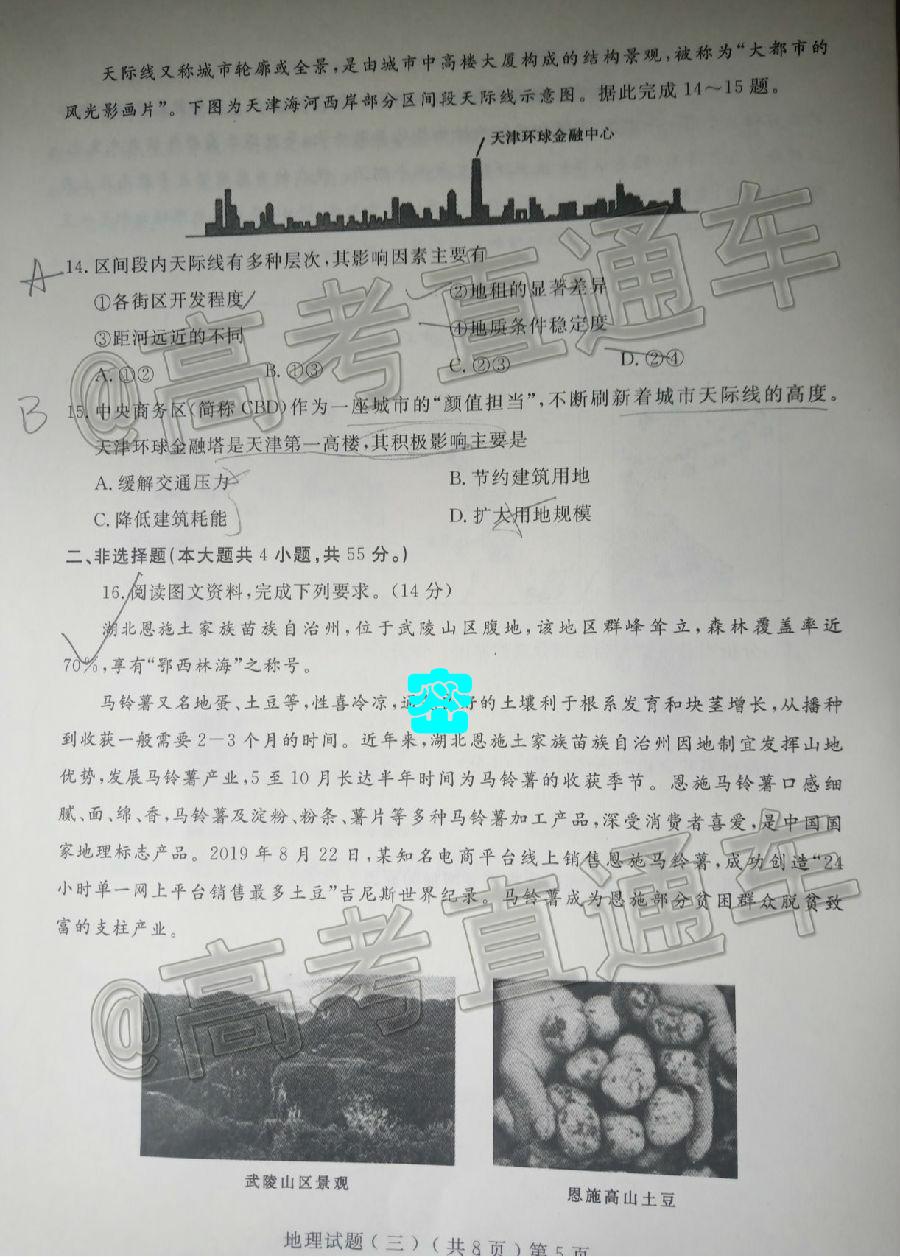 天际线又称城市轮廓或全景,是由城市中高楼大厦构成的结构景观,被称为“大都市的
风光影画片”。下图为天津海河西岸部分区间段天际线示意图。据此完成14~15题。
天津环球金融中心
A 14.区间段内天际线有多种层次,其影响因素主要有
①各街区开发程度 ②地租的显著差异
③距河远近的不同 ④地质条件稳定度
A.①② B.①③ C.②③ D.②④
B 15.中央商务区(简称CBD)作为一座城市的“颜值担当”,不断刷新着城市天际线的高度。
天津环球金融塔是天津第一高楼,其积极影响主要是
A.缓解交通压力 B.节约建筑用地
C.降低建筑耗能 D.扩大用地规模
二、非选择题(本大题共4小题,共55分。)
16.阅读图文资料,完成下列要求。(14分)
湖北恩施土家族苗族自治州,位于武陵山区腹地,该地区群峰耸立,森林覆盖率近
70%,享有“鄂西林海”之称号。
马铃薯又名地蛋、土豆等,性喜冷凉,的土壤利于根系发育和块茎增长,从播种
到收获一般需要2—3个月的时间。近年来,湖北恩施土家族苗族自治州因地制宜发挥山地
优势,发展马铃薯产业,5至10月长达半年时间为马铃薯的收获季节。恩施马铃薯口感细
腻、面、绵、香,马铃薯及淀粉、粉条、薯片等多种马铃薯加工产品,深受消费者喜爱,是中国国
家地理标志产品。2019年8月22日,某知名电商平台线上销售恩施马铃薯,成功创造“24
小时单一网上平台销售最多土豆”吉尼斯世界纪录。马铃薯成为恩施部分贫困群众脱贫致
富的支柱产业。
武陵山区景观
恩施高山土豆
地理试题(三)(共8页)第5页
@高考直通车
@高考直通车